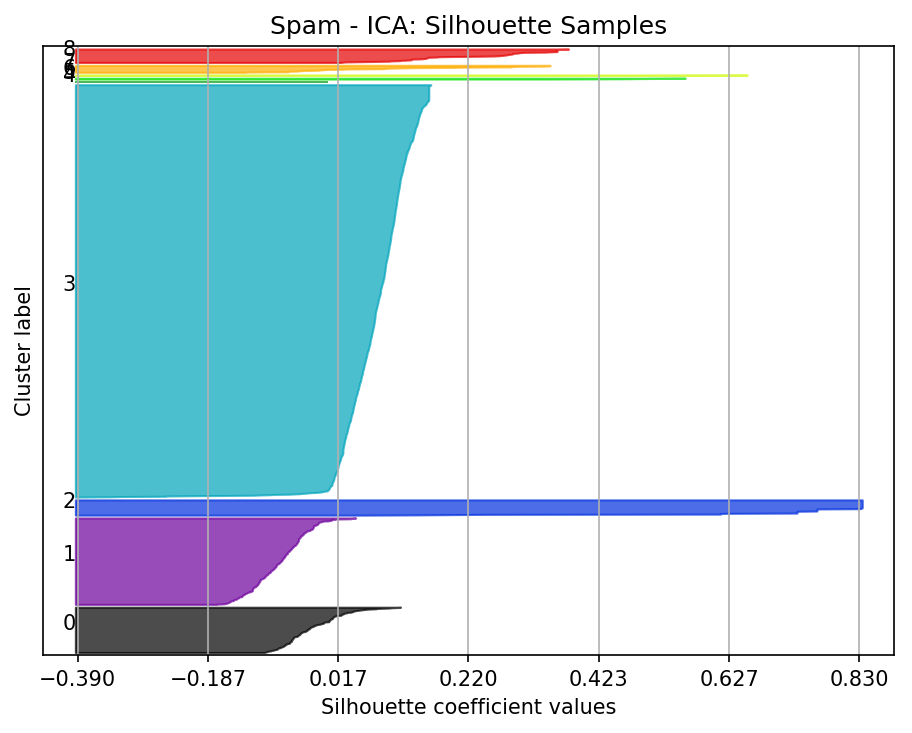 Spam - ICA: Silhouette Samples
8
3
2
1
0
Cluster label
−0.390 −0.187 0.017 0.220 0.423 0.627 0.830
Silhouette coefficient values